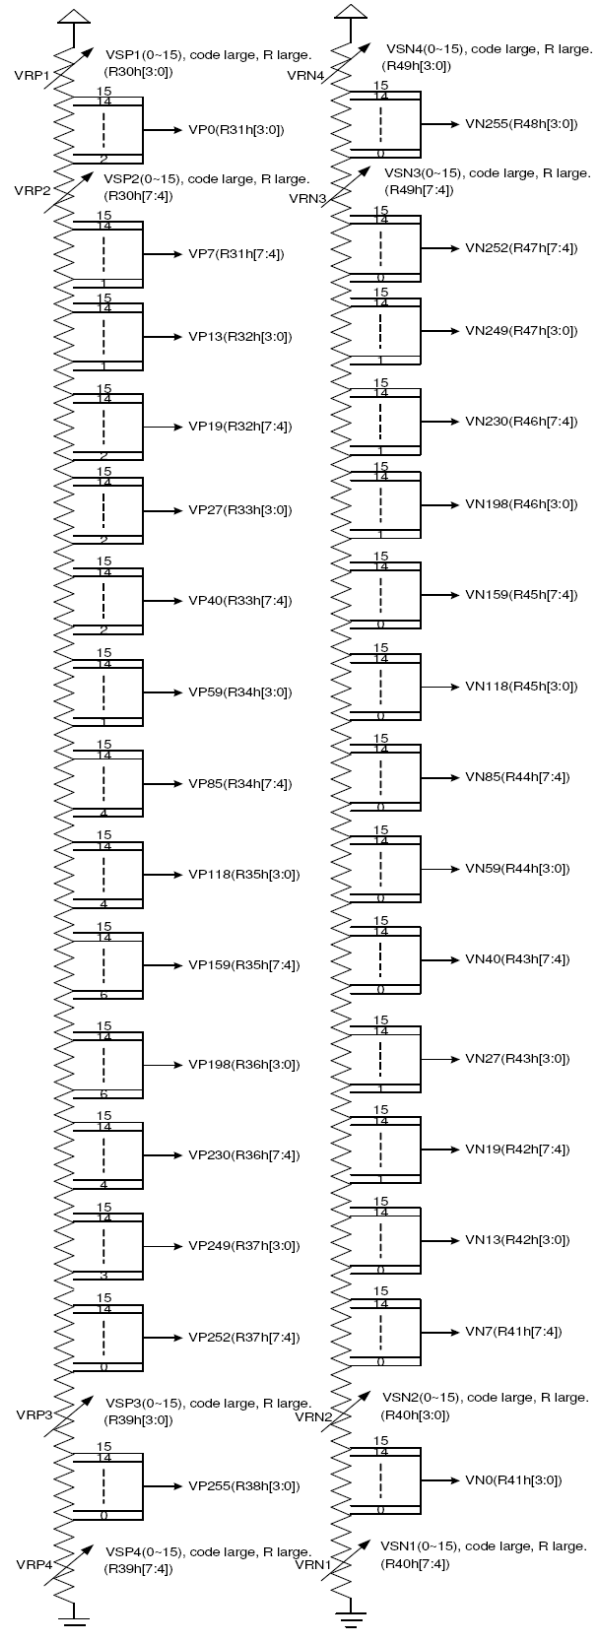 VRP1
VSP1(0~15), code large, R large.
(R30h[3:0])
15
14
VP0(R31h[3:0])
2
VRP2
VSP2(0~15), code large, R large.
(R30h[7:4])
15
14
VP7(R31h[7:4])
1
15
14
VP13(R32h[3:0])
1
15
14
VP19(R32h[7:4])
2
15
14
VP27(R33h[3:0])
2
15
14
VP40(R33h[7:4])
2
15
14
VP59(R34h[3:0])
1
15
14
VP85(R34h[7:4])
4
15
14
VP118(R35h[3:0])
4
15
14
VP159(R35h[7:4])
6
15
14
VP198(R36h[3:0])
6
15
14
VP230(R36h[7:4])
4
15
14
VP249(R37h[3:0])
3
15
14
VP252(R37h[7:4])
0
VRP3
VSP3(0~15), code large, R large.
(R39h[3:0])
15
14
VP255(R38h[3:0])
0
VRP4
VSP4(0~15), code large, R large.
(R39h[7:4])
VRN4
VSN4(0~15), code large, R large.
(R49h[3:0])
15
14
VN255(R48h[3:0])
0
VRN3
VSN3(0~15), code large, R large.
(R49h[7:4])
15
14
VN252(R47h[7:4])
0
15
14
VN249(R47h[3:0])
1
15
14
VN230(R46h[7:4])
1
15
14
VN198(R46h[3:0])
1
15
14
VN159(R45h[7:4])
0
15
14
VN118(R45h[3:0])
0
15
14
VN85(R44h[7:4])
0
15
14
VN59(R44h[3:0])
0
15
14
VN40(R43h[7:4])
0
15
14
VN27(R43h[3:0])
1
15
14
VN19(R42h[7:4])
1
15
14
VN13(R42h[3:0])
0
15
14
VN7(R41h[7:4])
0
VRN2
VSN2(0~15), code large, R large.
(R40h[3:0])
15
14
VN0(R41h[3:0])
0
VRN1
VSN1(0~15), code large, R large.
(R40h[7:4])